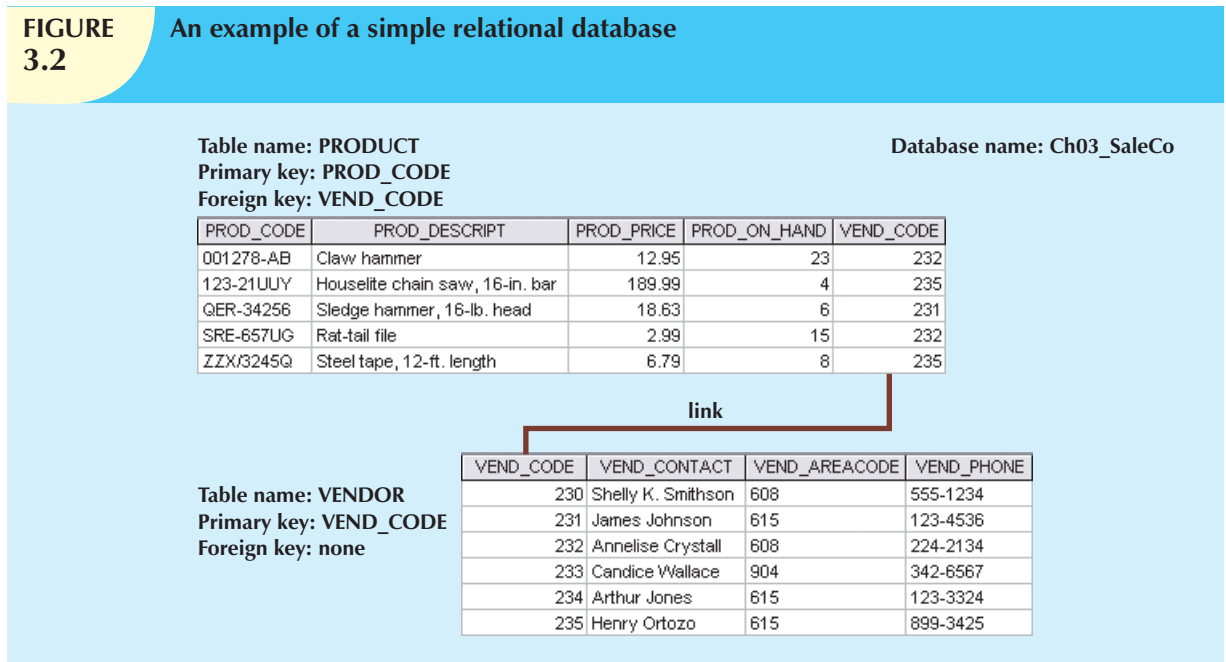 FIGURE 3.2
An example of a simple relational database
Table name: PRODUCT
Primary key: PROD_CODE
Foreign key: VEND_CODE
Database name: Ch03_SaleCo
PROD_CODE PROD_DESCRIPT PROD_PRICE PROD_ON_HAND VEND_CODE
001278-AB Claw hammer 12.95 23 232
123-21UUY Houselite chain saw, 16-in. bar 189.99 4 235
QER-34256 Sledge hammer, 16-lb. head 18.63 6 231
SRE-657UG Rat-tail file 2.99 15 232
ZZX/3245Q Steel tape, 12-ft. length 6.79 8 235
link
Table name: VENDOR
Primary key: VEND_CODE
Foreign key: none
VEND_CODE VEND_CONTACT VEND_AREACODE VEND_PHONE
230 Shelly K. Smithson 608 555-1234
231 James Johnson 615 123-4536
232 Annelise Crystall 608 224-2134
233 Candice Wallace 904 342-6567
234 Arthur Jones 615 123-3324
235 Henry Ortozo 615 899-3425